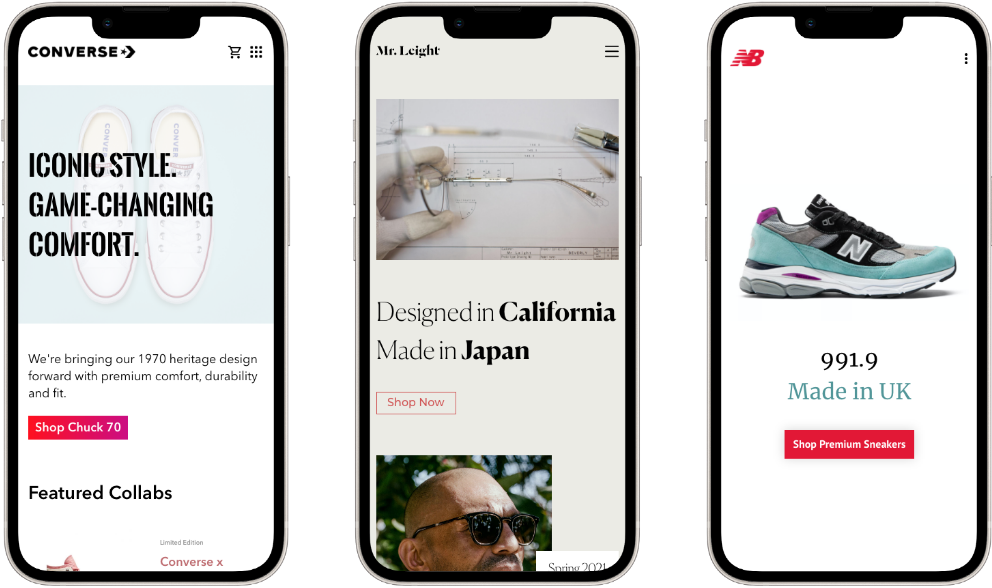 CONVERSE
ICONIC STYLE.
GAME-CHANGING
COMFORT.
We're bringing our 1970 heritage design
forward with premium comfort, durability
and fit.
Shop Chuck 70
Featured Collabs
Limited Edition
Converse x
Mr. Leight
Designed in California
Made in Japan
Shop Now
Spring 2021
NB
N
991.9
Made in UK
Shop Premium Sneakers